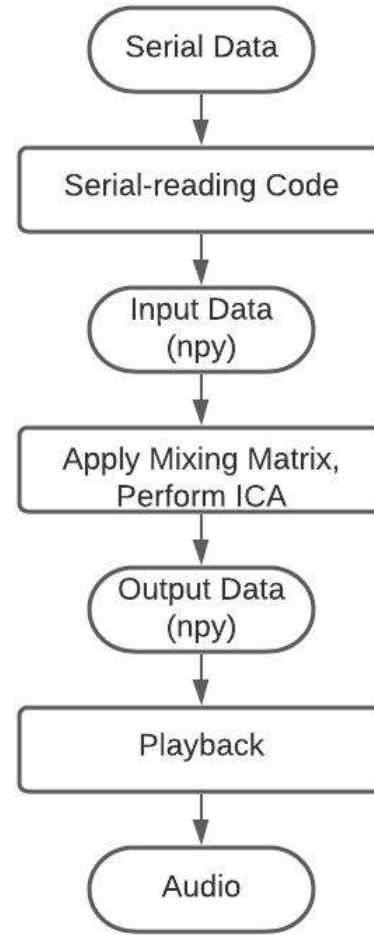 Serial Data
Serial-reading Code
Input Data
(npy)
Apply Mixing Matrix,
Perform ICA
Output Data
(npy)
Playback
Audio